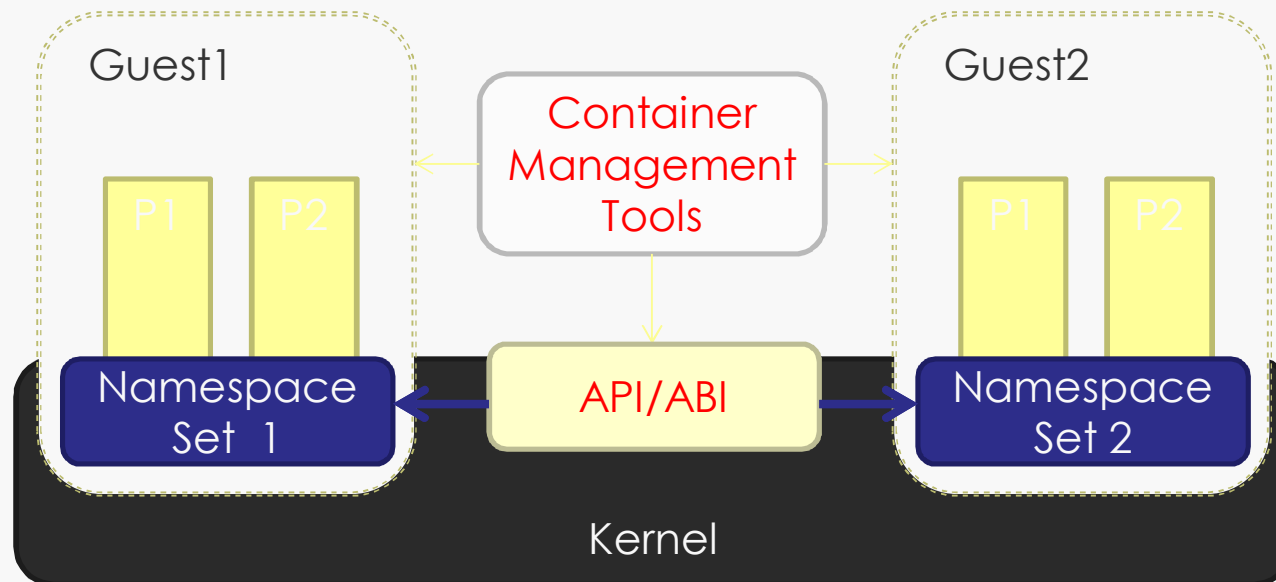 Guest1
Guest2
Container
Management
Tools
P1
P2
P1
P2
Namespace
Set 1
API/ABI
Namespace
Set 2
Kernel